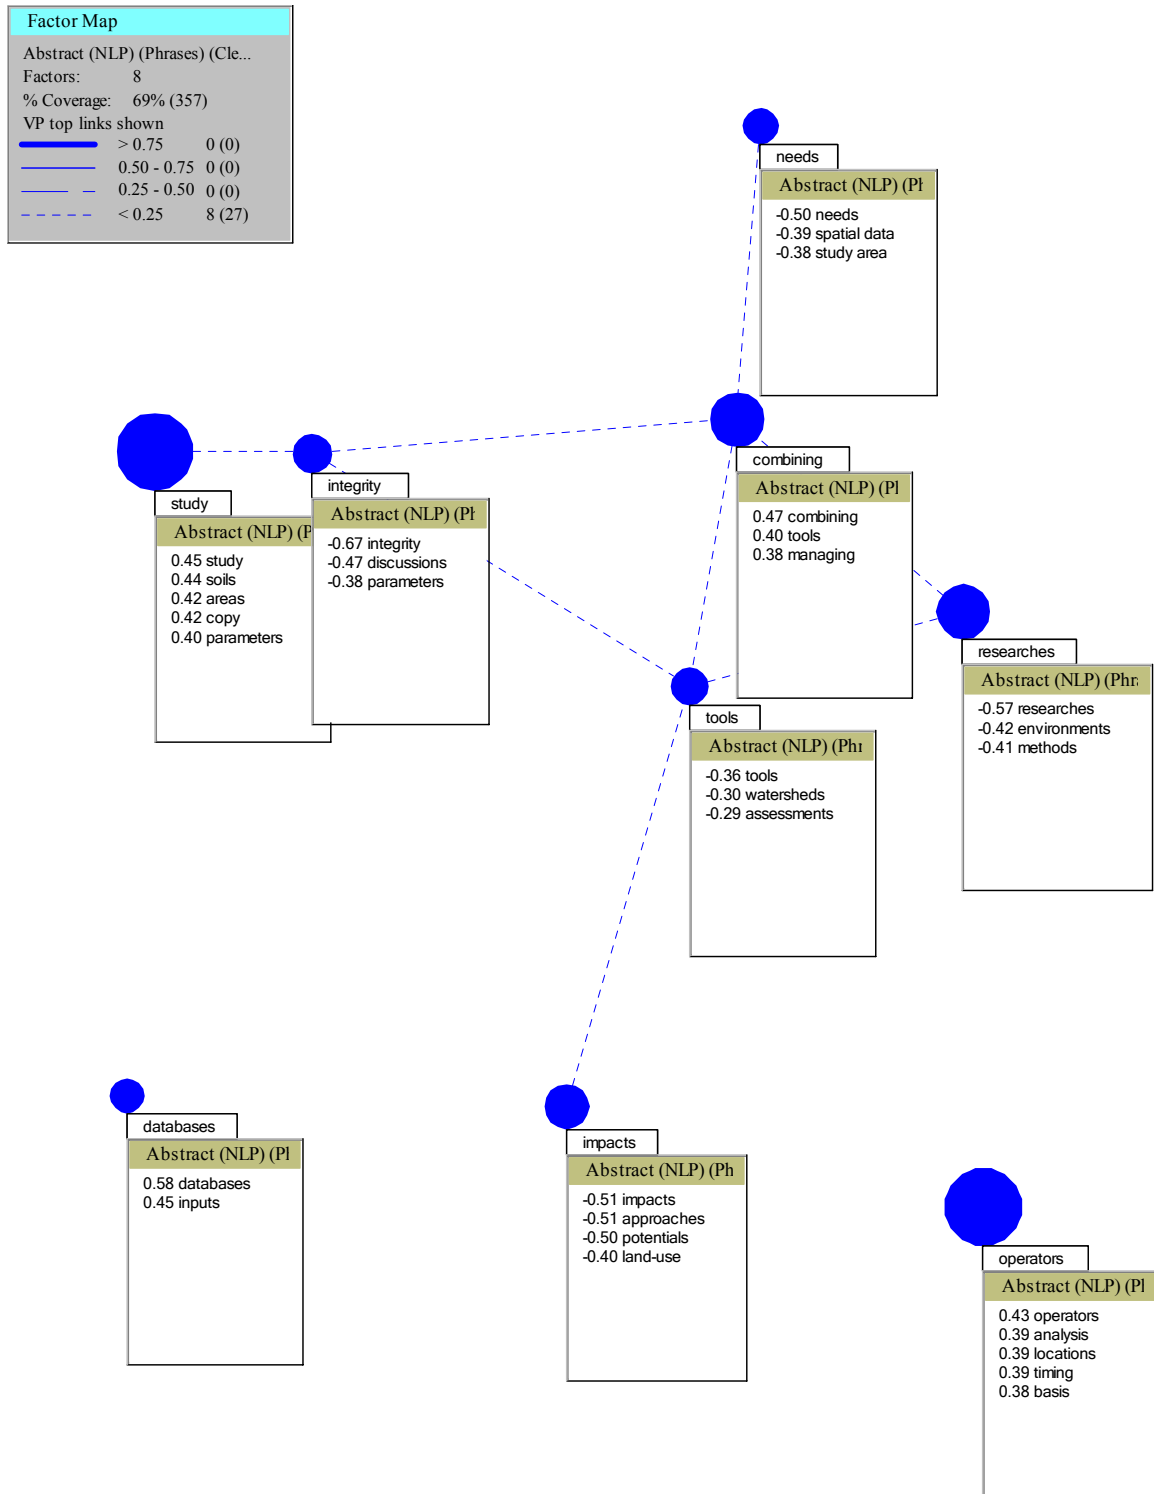 Factor Map
Abstract (NLP) (Phrases) (Cle...
Factors: 8
% Coverage: 69% (357)
VP top links shown
> 0.75 0 (0)
0.50 - 0.75 0 (0)
0.25 - 0.50 0 (0)
< 0.25 8 (27)
needs
Abstract (NLP) (Ph
-0.50 needs
-0.39 spatial data
-0.38 study area
combining
Abstract (NLP) (Pl
0.47 combining
0.40 tools
0.38 managing
study
Abstract (NLP) (P
0.45 study
0.44 soils
0.42 areas
0.42 copy
0.40 parameters
integrity
Abstract (NLP) (Ph
-0.67 integrity
-0.47 discussions
-0.38 parameters
researches
Abstract (NLP) (Phra
-0.57 researches
-0.42 environments
-0.41 methods
tools
Abstract (NLP) (Phr
-0.36 tools
-0.30 watersheds
-0.29 assessments
databases
Abstract (NLP) (Pl
0.58 databases
0.45 inputs
impacts
Abstract (NLP) (Ph
-0.51 impacts
-0.51 approaches
-0.50 potentials
-0.40 land-use
operators
Abstract (NLP) (Pl
0.43 operators
0.39 analysis
0.39 locations
0.39 timing
0.38 basis